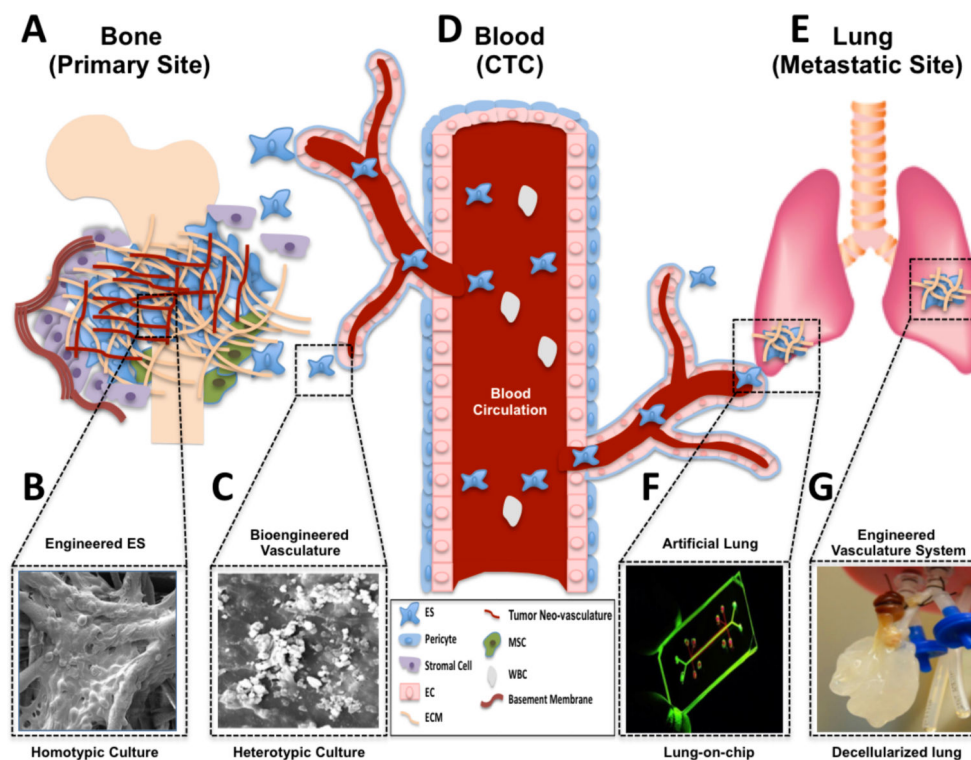 A
Bone
(Primary Site)
D
Blood
(CTC)
E
Lung
(Metastatic Site)
Blood
Circulation
B
Engineered ES
Homotypic Culture
C
Bioengineered
Vasculature
Heterotypic Culture
ES
Pericyte
Stromal Cell
EC
ECM
Tumor Neo-vasculature
MSC
WBC
Basement Membrane
F
Artificial Lung
Lung-on-chip
G
Engineered
Vasculature System
Decellularized lung